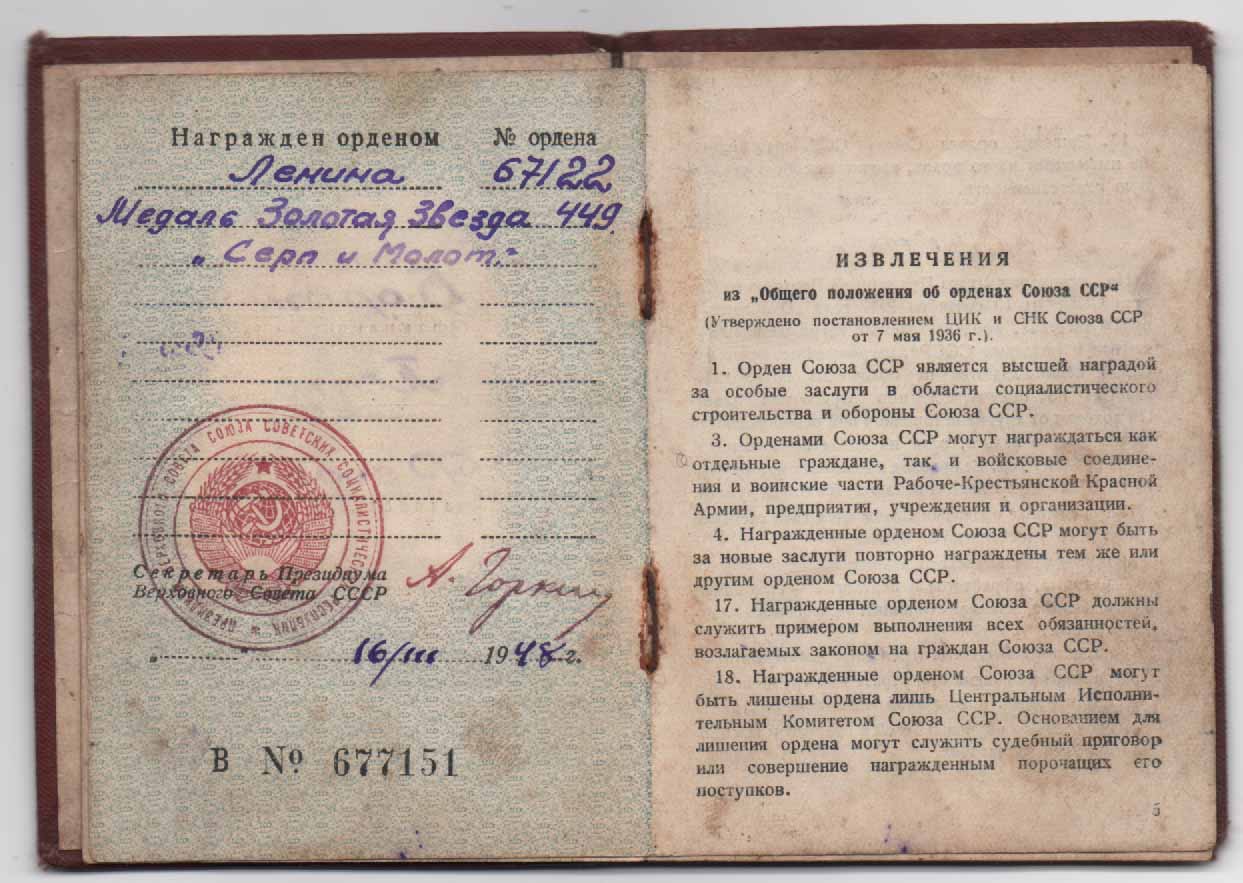 Награжден орденом № ордена
Ленина 67122
Медаль Золотая Звезда 449
„Серп и Молот"
СОВЕТА СОЮЗА СОВЕТСКИХ СОЦИАЛИСТИЧЕС
Секретарь Президиума
Верховного Совета СССР
А. Горкин
16/III 1948 г.
В № 677151
ИЗВЛЕЧЕНИЯ
из „Общего положения об орденах Союза ССР“
(Утверждено постановлением ЦИК и СНК Союза ССР
от 7 мая 1936 г.).
1. Орден Союза ССР является высшей наградой
за особые заслуги в области социалистического
строительства и обороны Союза ССР.
3. Орденами Союза ССР могут награждаться как
отдельные граждане, так и войсковые соедине-
ния и воинские части Рабоче-Крестьянской Красной
Армии, предприятия, учреждения и организации.
4. Награжденные орденом Союза ССР могут быть
за новые заслуги повторно награждены тем же или
другим орденом Союза ССР.
17. Награжденные орденом Союза ССР должны
служить примером выполнения всех обязанностей,
возлагаемых законом на граждан Союза ССР.
18. Награжденные орденом Союза ССР могут
быть лишены ордена лишь Центральным Исполни-
тельным Комитетом Союза ССР. Основанием для
лишения ордена могут служить судебный приговор
или совершение награжденным порочащих его
поступков.
5